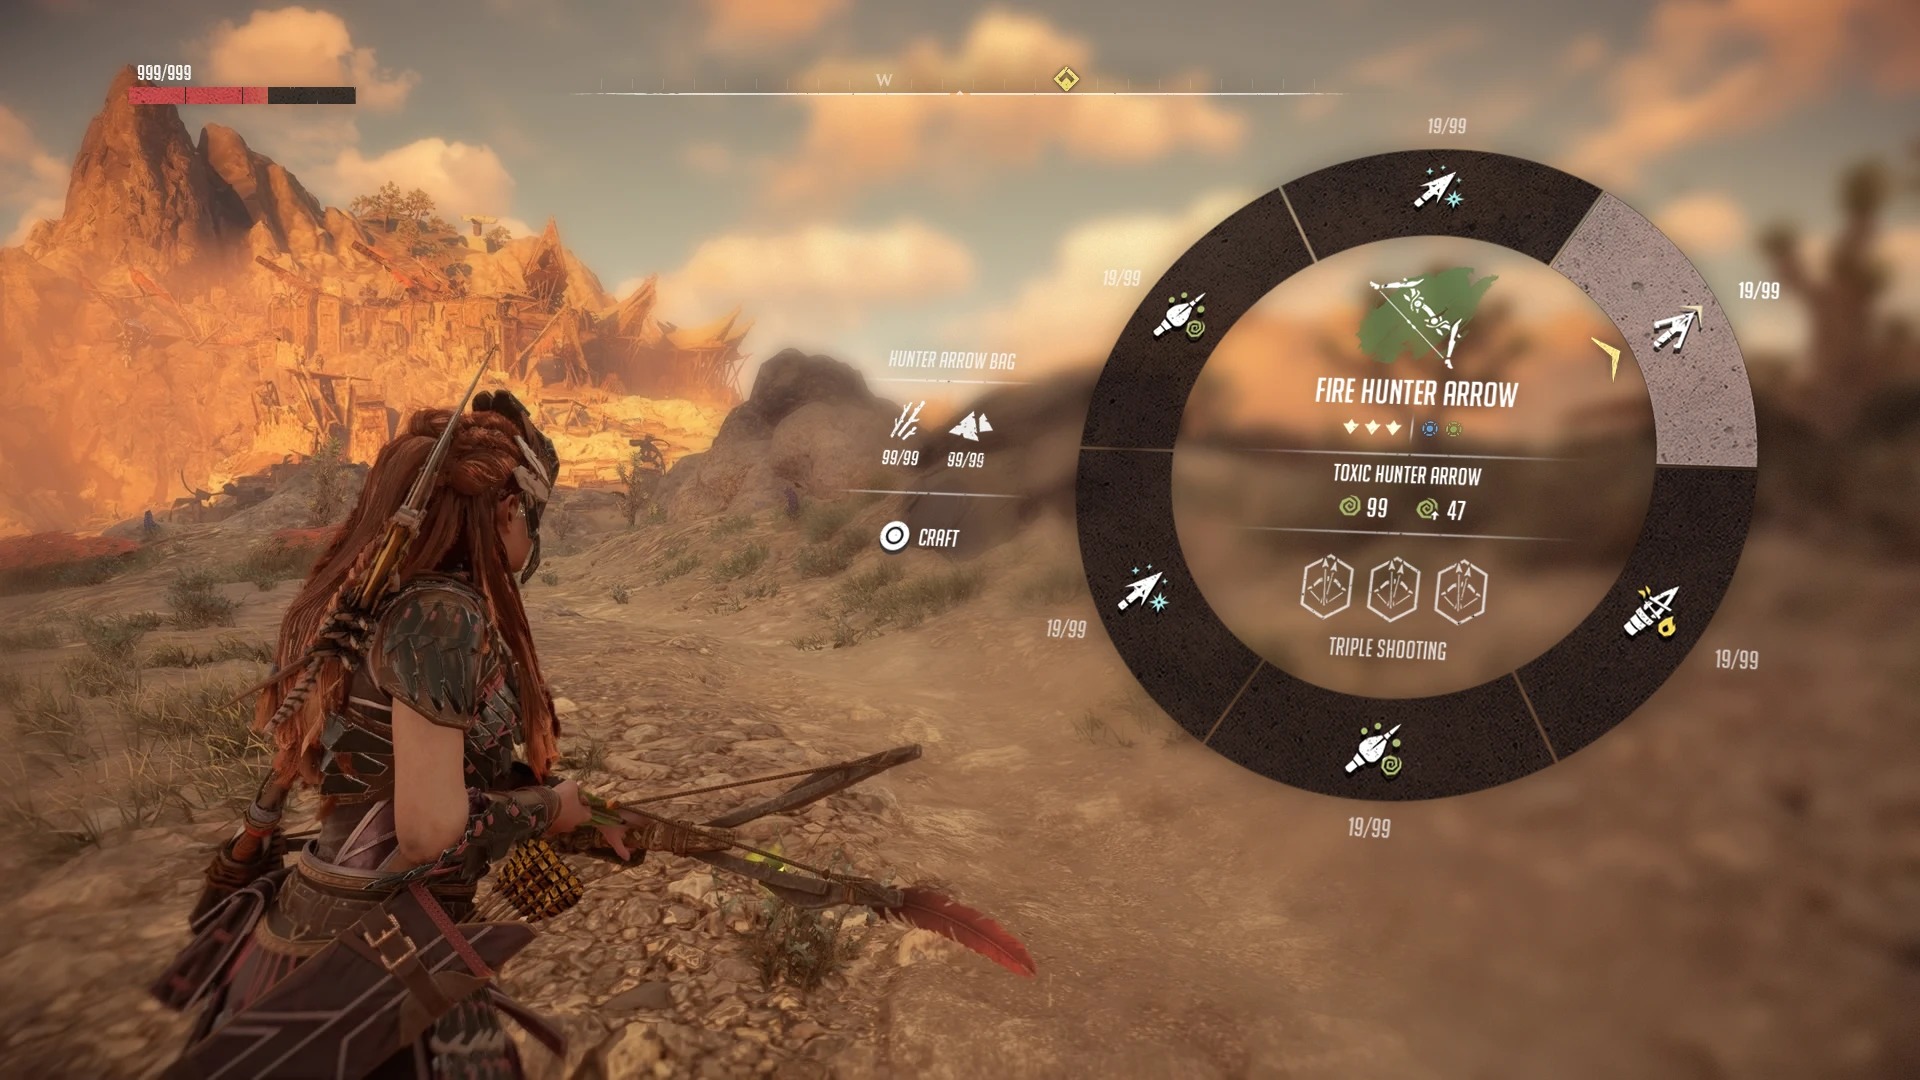 999/999
W
19/99
19/99
19/99
HUNTER ARROW BAG
99/99
99/99
CRAFT
FIRE HUNTER ARROW
TOXIC HUNTER ARROW
99
47
TRIPLE SHOOTING
19/99
19/99
19/99